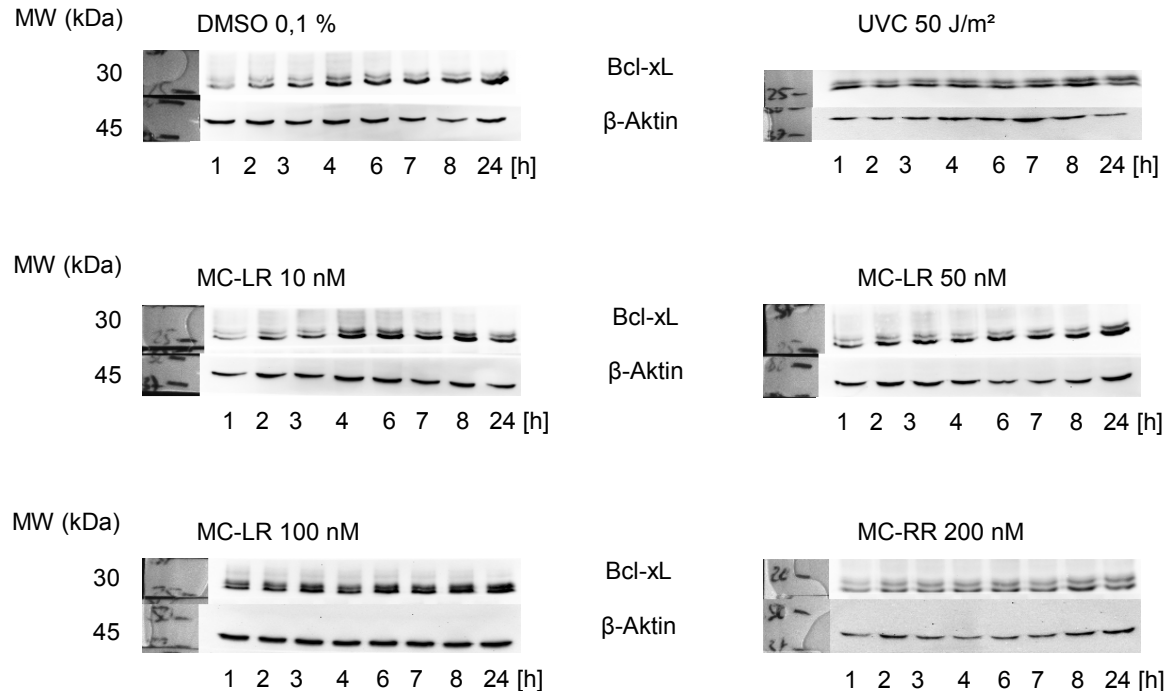 MW (kDa) DMSO 0,1 % UVC 50 J/m²
30 Bcl-xL
25
45 β-Aktin
37
1 2 3 4 6 7 8 24 [h] 1 2 3 4 6 7 8 24 [h]
MW (kDa) MC-LR 10 nM MC-LR 50 nM
30 Bcl-xL
25
45 β-Aktin
1 2 3 4 6 7 8 24 [h] 1 2 3 4 6 7 8 24 [h]
MW (kDa) MC-LR 100 nM MC-RR 200 nM
30 Bcl-xL
45 β-Aktin
1 2 3 4 6 7 8 24 [h] 1 2 3 4 6 7 8 24 [h]